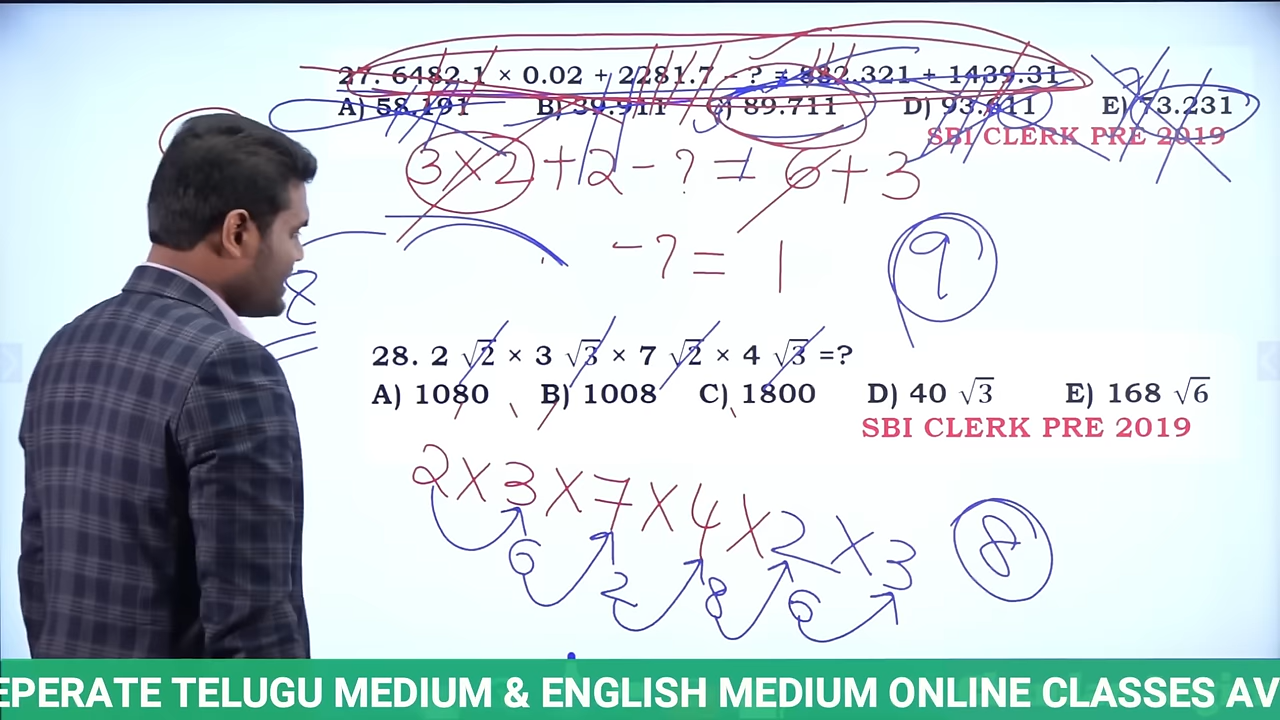 27. 6482.1 × 0.02 + 2281.7 – ? = 882.321 + 1439.31
A) 58.191 B) 39.911 C) 89.711 D) 93.611 E) 73.231
SBI CLERK PRE 2019
3 × 2 + 2 - ? = 6 + 3
- ? = 1
9
8
28. 2 √2 × 3 √3 × 7 √2 × 4 √3 =?
A) 1080 B) 1008 C) 1800 D) 40 √3 E) 168 √6
SBI CLERK PRE 2019
2 × 3 × 7 × 4 × 2 × 3
8
6 2 8 6
EPERATE TELUGU MEDIUM & ENGLISH MEDIUM ONLINE CLASSES AV